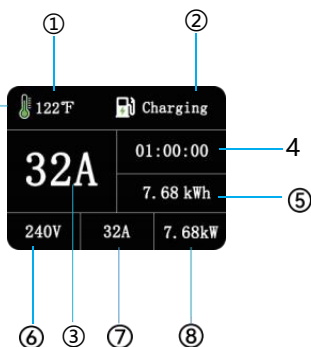 ① ②
122℉ Charging
32A
01:00:00 4
7.68 kWh ⑤
240V 32A 7.68kW
⑥ ③ ⑦ ⑧